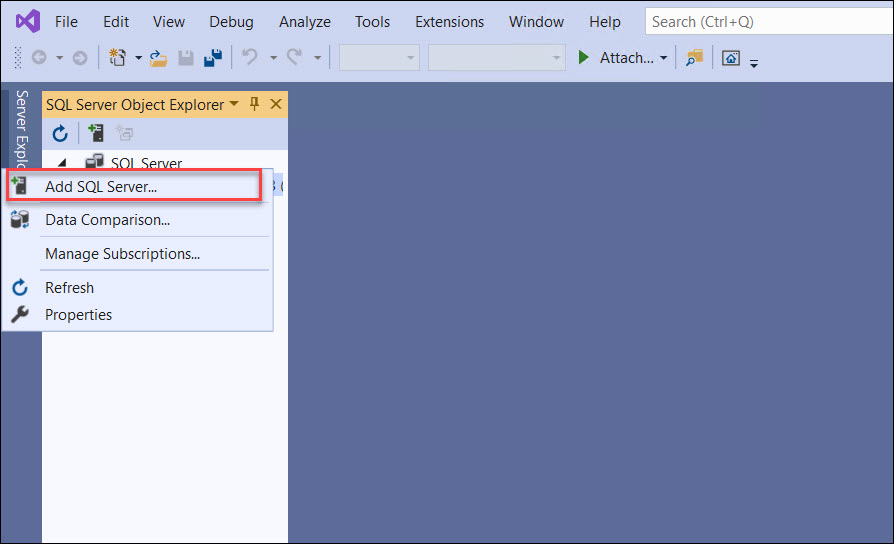 File Edit View Debug Analyze Tools Extensions Window Help Search (Ctrl+Q)
Attach...
SQL Server Object Explorer
SQL Server
Add SQL Server...
Data Comparison...
Manage Subscriptions...
Refresh
Properties
Server Explo